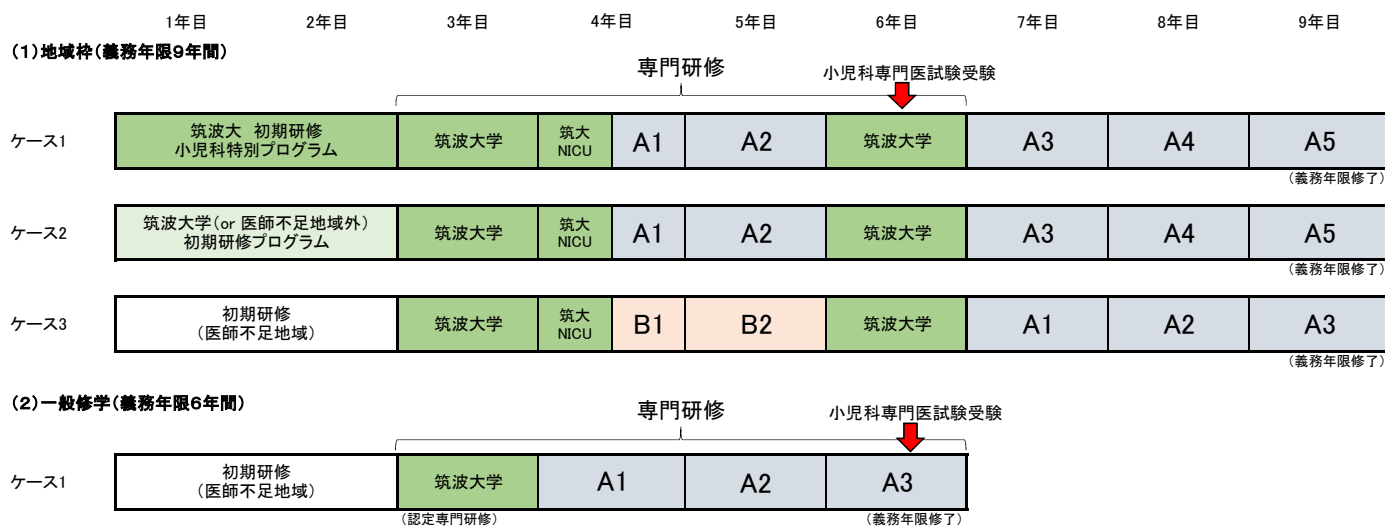 1年目 2年目 3年目 4年目 5年目 6年目 7年目 8年目 9年目
(1)地域枠(義務年限9年間)
専門研修
小児科専門医試験受験
ケース1
筑波大 初期研修
小児科特別プログラム
筑波大学
筑大
NICU
A1
A2
筑波大学
A3
A4
A5
(義務年限修了)
ケース2
筑波大学(or 医師不足地域外)
初期研修プログラム
筑波大学
筑大
NICU
A1
A2
筑波大学
A3
A4
A5
(義務年限修了)
ケース3
初期研修
(医師不足地域)
筑波大学
筑大
NICU
B1
B2
筑波大学
A1
A2
A3
(義務年限修了)
(2)一般修学(義務年限6年間)
専門研修
小児科専門医試験受験
ケース1
初期研修
(医師不足地域)
筑波大学
A1
A2
A3
(認定専門研修)
(義務年限修了)